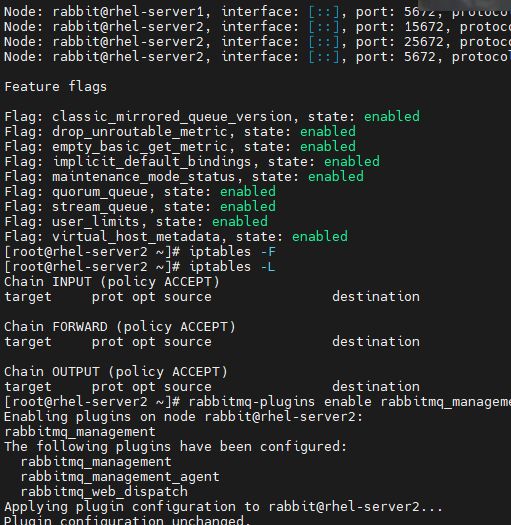 Node: rabbit@rhel-server1, interface: [::], port: 5672, protoco
Node: rabbit@rhel-server2, interface: [::], port: 15672, protoc
Node: rabbit@rhel-server2, interface: [::], port: 25672, protoc
Node: rabbit@rhel-server2, interface: [::], port: 5672, protoco
Feature flags
Flag: classic_mirrored_queue_version, state: enabled
Flag: drop_unroutable_metric, state: enabled
Flag: empty_basic_get_metric, state: enabled
Flag: implicit_default_bindings, state: enabled
Flag: maintenance_mode_status, state: enabled
Flag: quorum_queue, state: enabled
Flag: stream_queue, state: enabled
Flag: user_limits, state: enabled
Flag: virtual_host_metadata, state: enabled
[root@rhel-server2 ~]# iptables -F
[root@rhel-server2 ~]# iptables -L
Chain INPUT (policy ACCEPT)
target     prot opt source               destination
Chain FORWARD (policy ACCEPT)
target     prot opt source               destination
Chain OUTPUT (policy ACCEPT)
target     prot opt source               destination
[root@rhel-server2 ~]# rabbitmq-plugins enable rabbitmq_manageme
Enabling plugins on node rabbit@rhel-server2:
rabbitmq_management
The following plugins have been configured:
  rabbitmq_management
  rabbitmq_management_agent
  rabbitmq_web_dispatch
Applying plugin configuration to rabbit@rhel-server2...
Plugin configuration unchanged.